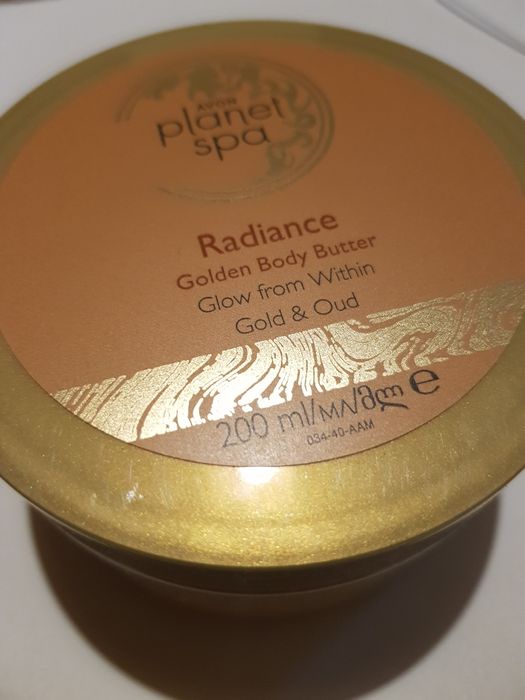 AVON
planet
spa
Radiance
Golden Body Butter
Glow from Within
Gold & Oud
200 ml/мл/მლ e
034-40-AAM